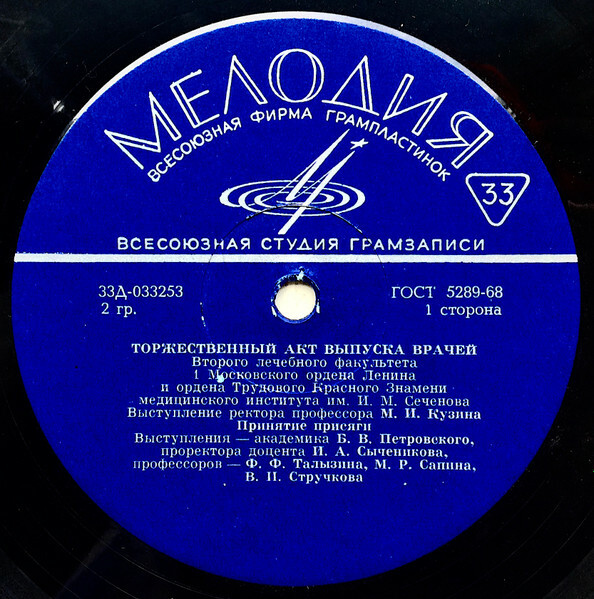 МЕЛОДИЯ
ВСЕСОЮЗНАЯ ФИРМА ГРАМПЛАСТИНОК
33
ВСЕСОЮЗНАЯ СТУДИЯ ГРАМЗАПИСИ
33Д-033253
2 гр.
ГОСТ 5289-68
1 сторона
ТОРЖЕСТВЕННЫЙ АКТ ВЫПУСКА ВРАЧЕЙ
Второго лечебного факультета
1 Московского ордена Ленина
и ордена Трудового Красного Знамени
медицинского института им. И. М. Сеченова
Выступление ректора профессора М. И. Кузина
Принятие присяги
Выступления — академика Б. В. Петровского,
проректора доцента И. А. Сыченикова,
профессоров — Ф. Ф. Талызина, М. Р. Сапина,
В. И. Стручкова